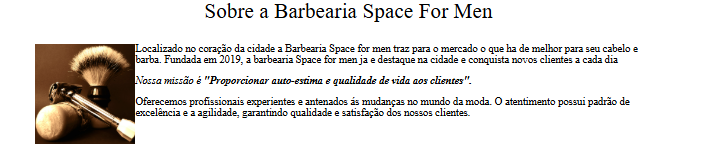 Sobre a Barbearia Space For Men
Localizado no coração da cidade a Barbearia Space for men traz para o mercado o que ha de melhor para seu cabelo e
barba. Fundada em 2019, a barbearia Space for men ja e destaque na cidade e conquista novos clientes a cada dia
Nossa missão é "Proporcionar auto-estima e qualidade de vida aos clientes".
Oferecemos profissionais experientes e antenados ás mudanças no mundo da moda. O atentimento possui padrão de
excelência e a agilidade, garantindo qualidade e satisfação dos nossos clientes.